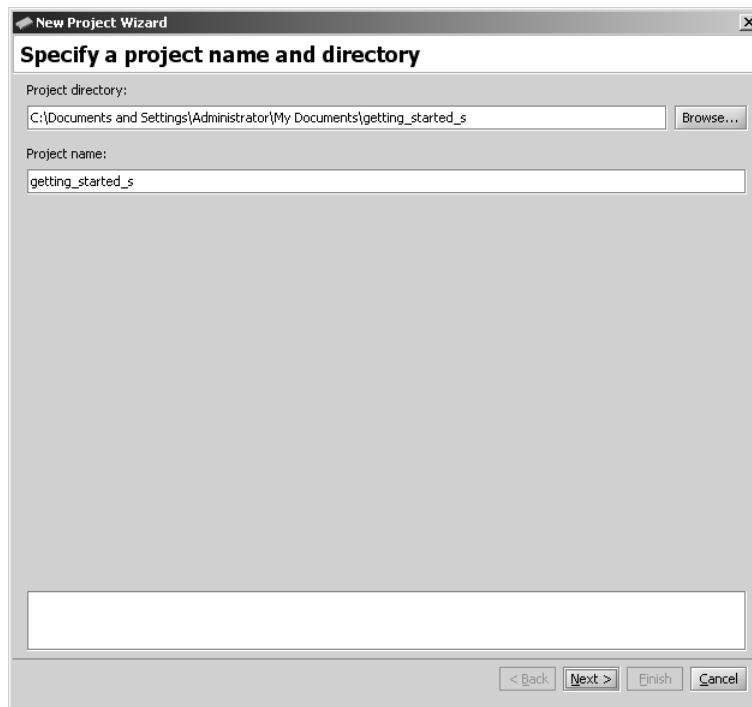 New Project Wizard
Specify a project name and directory
Project directory:
C:\Documents and Settings\Administrator\My Documents\getting_started_s
Browse...
Project name:
getting_started_s
< Back Next > Finish Cancel